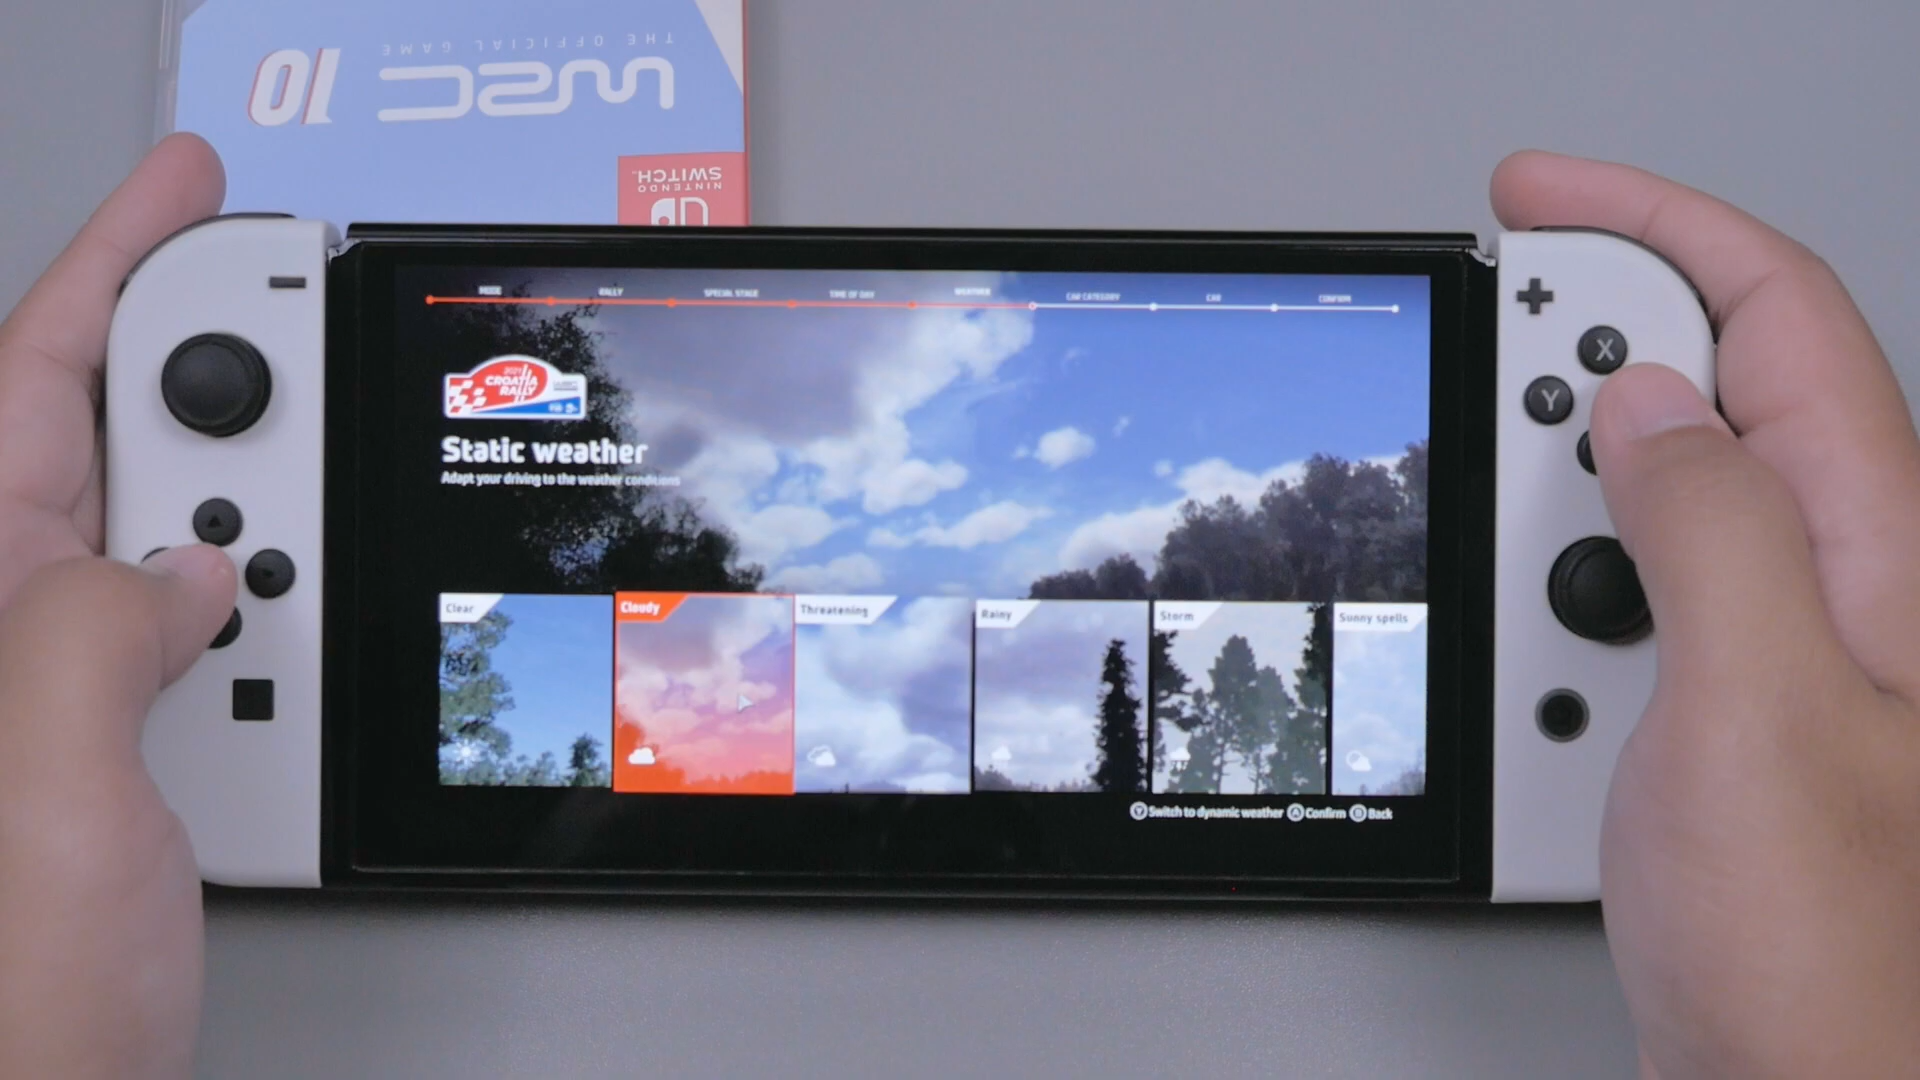 THE OFFICIAL GAME
WRC 10
NINTENDO
SWITCH™
MODE
RALLY
SPECIAL STAGE
TIME OF DAY
WEATHER
CAR CATEGORY
CAR
CONFIRM
2021
CROATIA
RALLY
Static weather
Adapt your driving to the weather conditions
Clear
Cloudy
Threatening
Rainy
Storm
Sunny spells
Y Switch to dynamic weather A Confirm B Back
X
Y